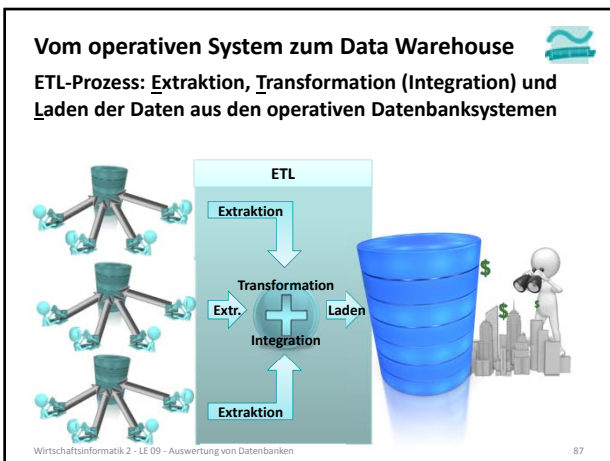 Vom operativen System zum Data Warehouse
ETL-Prozess: Extraktion, Transformation (Integration) und
Laden der Daten aus den operativen Datenbanksystemen
ETL
Extraktion
Transformation
Extr.
Laden
Integration
Extraktion
$
$
$
Wirtschaftsinformatik 2 - LE 09 - Auswertung von Datenbanken
87